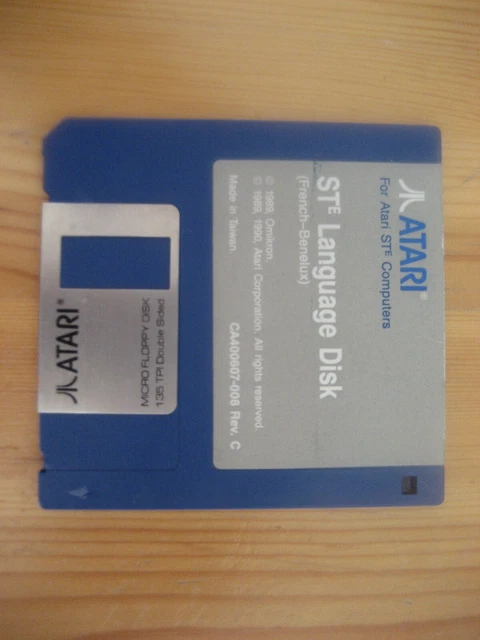 ATARI®
For Atari STE Computers
STE Language Disk
(French-Benelux)
© 1989, Omikron.
© 1989, 1990, Atari Corporation. All rights reserved.
Made in Taiwan. CA400607-008 Rev. C
ATARI®
MICRO FLOPPY DISK
135 TPI Double Sided